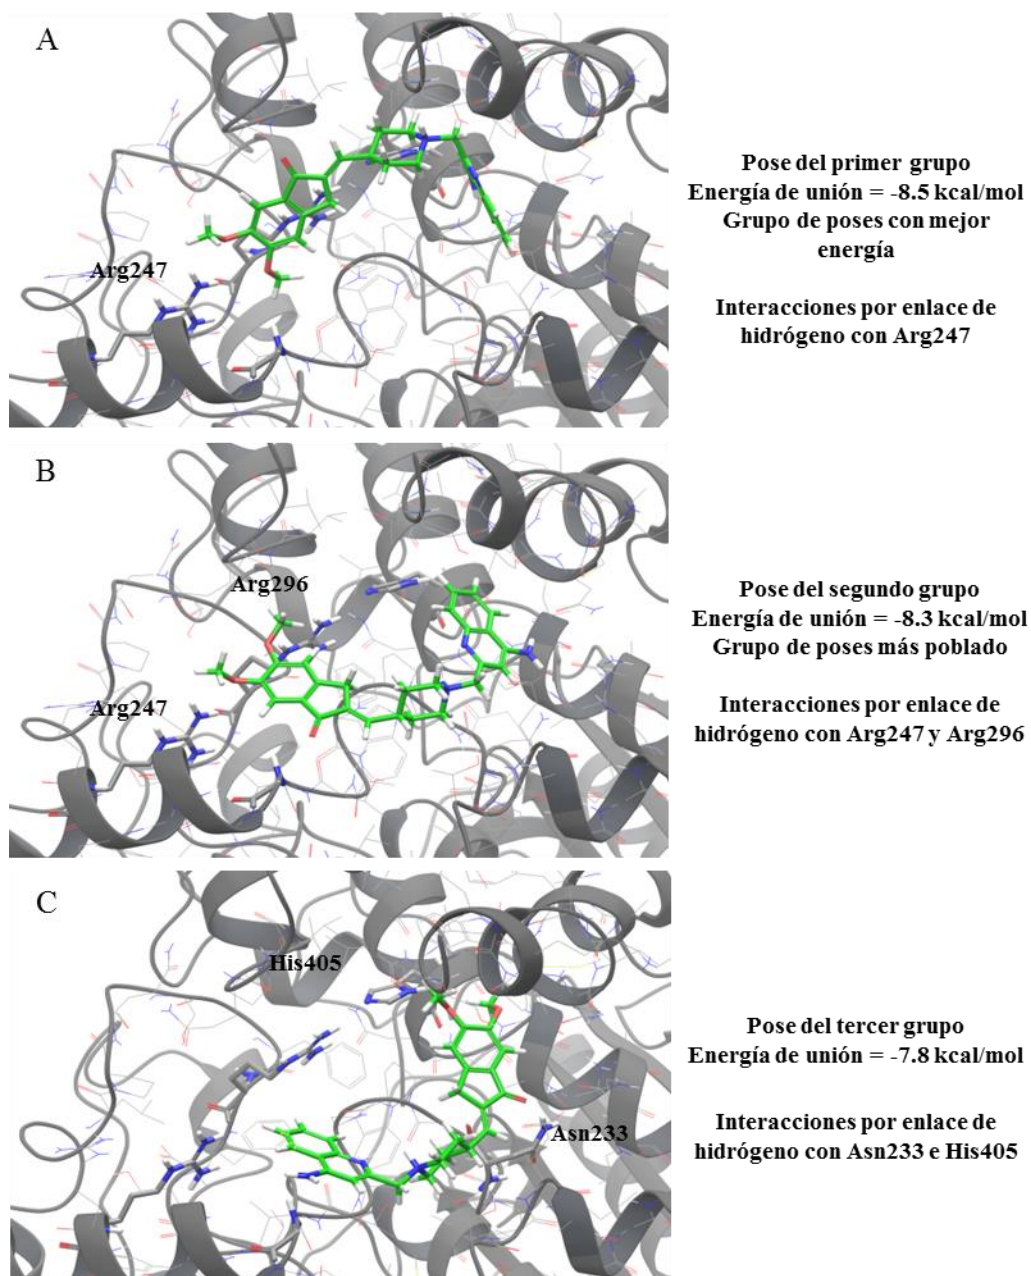 A
Arg247
Pose del primer grupo
Energía de unión = -8.5 kcal/mol
Grupo de poses con mejor
energía
Interacciones por enlace de
hidrógeno con Arg247
B
Arg296
Arg247
Pose del segundo grupo
Energía de unión = -8.3 kcal/mol
Grupo de poses más poblado
Interacciones por enlace de
hidrógeno con Arg247 y Arg296
C
His405
Asn233
Pose del tercer grupo
Energía de unión = -7.8 kcal/mol
Interacciones por enlace de
hidrógeno con Asn233 e His405